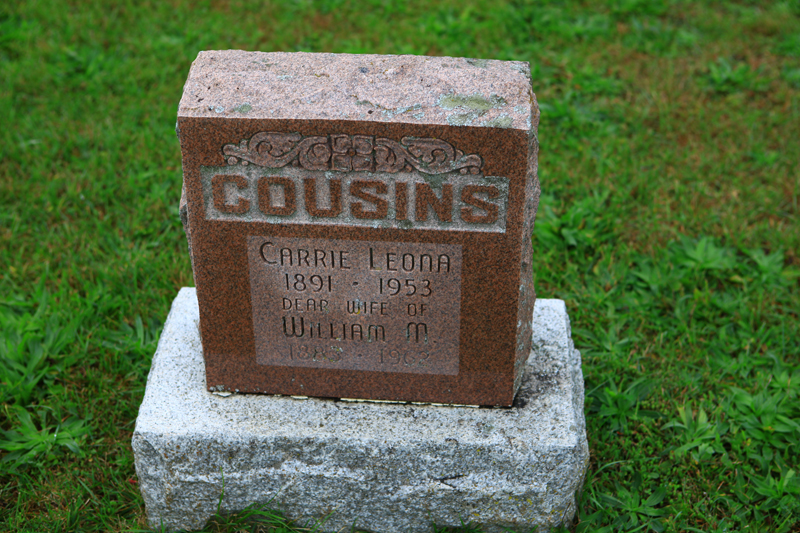 COUSINS
CARRIE LEONA
1891 - 1953
DEAR WIFE OF
WILLIAM M.